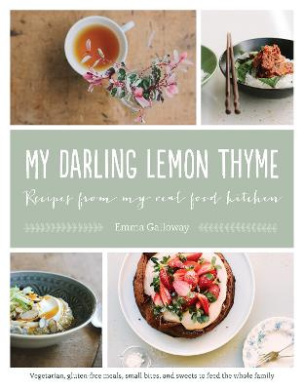 MY DARLING LEMON THYME
Recipes from my real food kitchen
Emma Galloway
Vegetarian, gluten-free meals, small bites, and sweets to feed the whole family